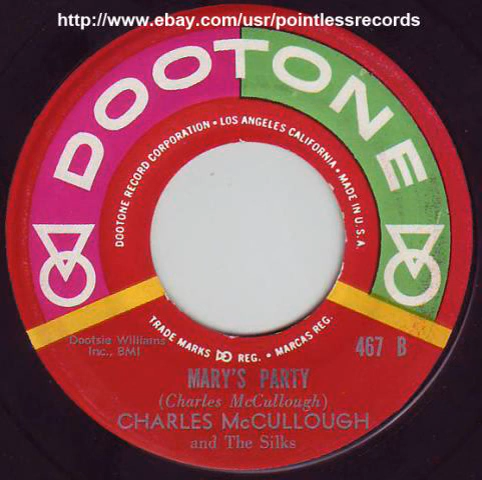 http://www.ebay.com/usr/pointlessrecords
DOOTONE
DOOTONE RECORD CORPORATION • LOS ANGELES CALIFORNIA • MADE IN U.S.A.
TRADE MARKS DO REG. • MARCAS REG.
Dootsie Williams
Inc., BMI
467 B
MARY'S PARTY
(Charles McCullough)
CHARLES McCULLOUGH
and The Silks